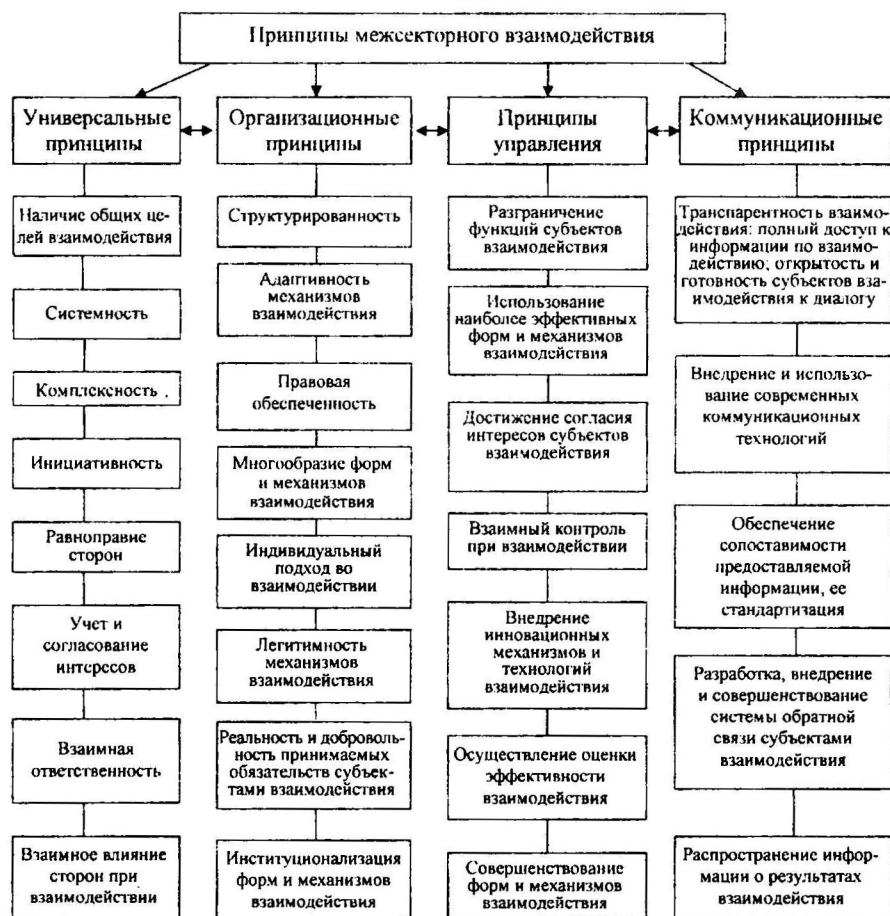 Принципы межсекторного взаимодействия
Универсальные
принципы
Организационные
принципы
Принципы
управления
Коммуникационные
принципы
Наличие общих це-
лей взаимодействия
Системность
Комплексность
Инициативность
Равноправие
сторон
Учет и
согласование
интересов
Взаимная
ответственность
Взаимное влияние
сторон при
взаимодействии
Структурированность
Адаптивность
механизмов
взаимодействия
Правовая
обеспеченность
Многообразие форм
и механизмов
взаимодействия
Индивидуальный
подход во
взаимодействии
Легитимность
механизмов
взаимодействия
Реальность и доброволь-
ность принимаемых
обязательств субъек-
тами взаимодействия
Институционализация
форм и механизмов
взаимодействия
Разграничение
функций субъектов
взаимодействия
Использование
наиболее эффективных
форм и механизмов
взаимодействия
Достижение согласия
интересов субъектов
взаимодействия
Взаимный контроль
при взаимодействии
Внедрение
инновационных
механизмов и
технологий
взаимодействия
Осуществление оценки
эффективности
взаимодействия
Совершенствование
форм и механизмов
взаимодействия
Транспарентность взаимо-
действия: полный доступ к
информации по взаимо-
действию; открытость и
готовность субъектов вза-
имодействия к диалогу
Внедрение и использо-
вание современных
коммуникационных
технологий
Обеспечение
сопоставимости
предоставляемой
информации, ее
стандартизация
Разработка, внедрение
и совершенствование
системы обратной
связи субъектами
взаимодействия
Распространение инфор-
мации о результатах
взаимодействия